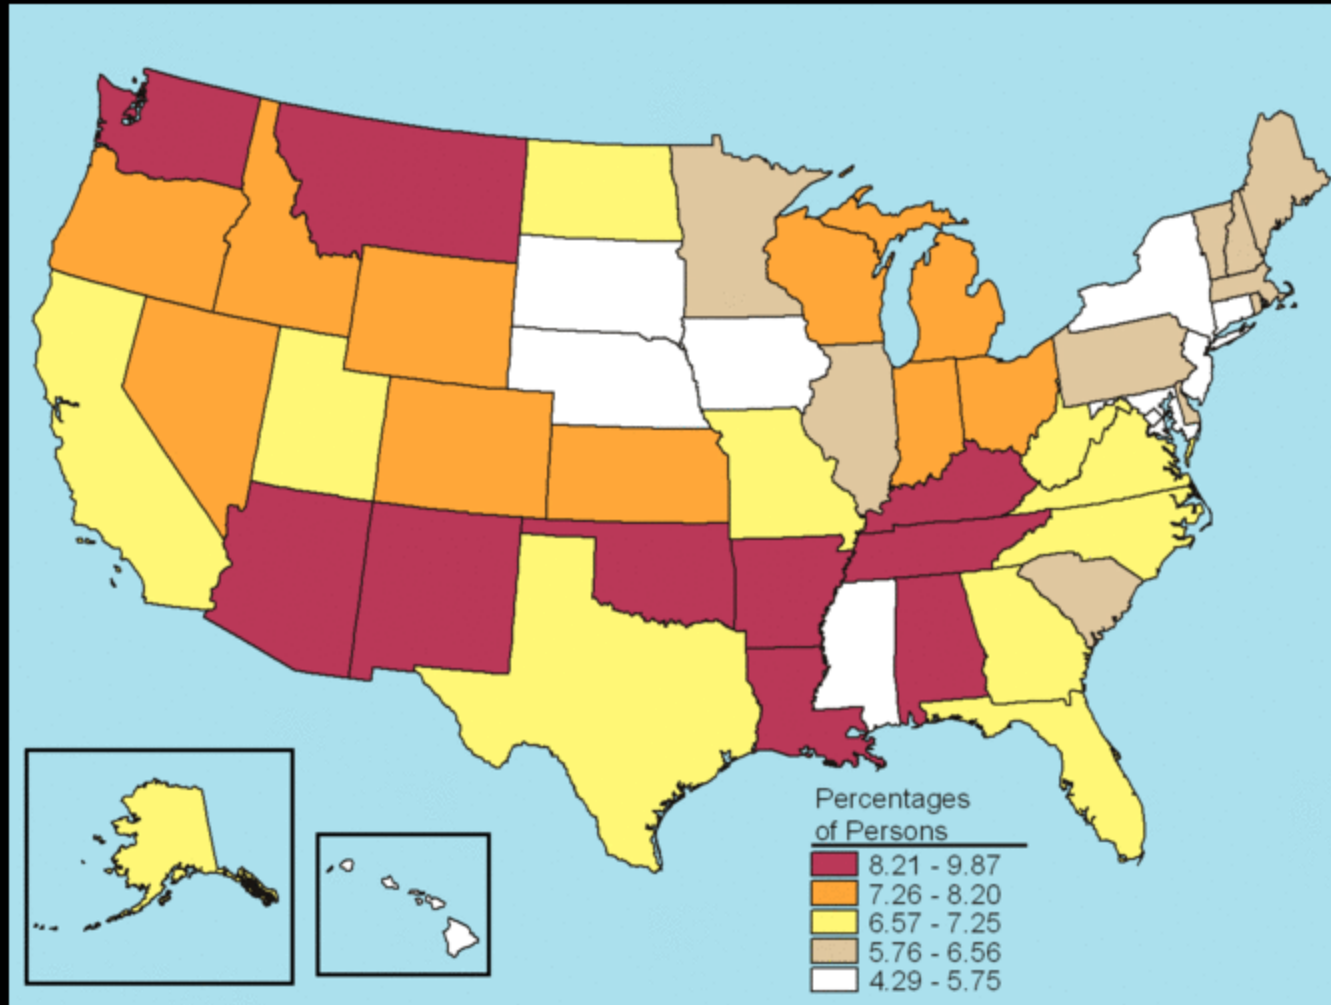 Percentages
of Persons
8.21 - 9.87
7.26 - 8.20
6.57 - 7.25
5.76 - 6.56
4.29 - 5.75